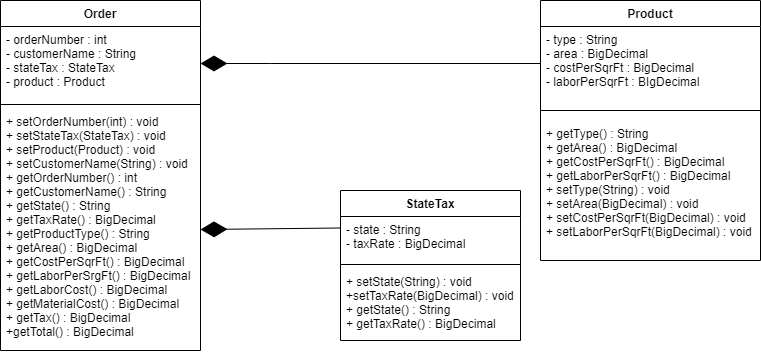 Order
- orderNumber : int
- customerName : String
- stateTax : StateTax
- product : Product
+ setOrderNumber(int) : void
+ setStateTax(StateTax) : void
+ setProduct(Product) : void
+ setCustomerName(String) : void
+ getOrderNumber() : int
+ getCustomerName() : String
+ getState() : String
+ getTaxRate() : BigDecimal
+ getProductType() : String
+ getArea() : BigDecimal
+ getCostPerSqrFt() : BigDecimal
+ getLaborPerSrgFt() : BigDecimal
+ getLaborCost() : BigDecimal
+ getMaterialCost() : BigDecimal
+ getTax() : BigDecimal
+getTotal() : BigDecimal
Product
- type : String
- area : BigDecimal
- costPerSqrFt : BigDecimal
- laborPerSqrFt : BIgDecimal
+ getType() : String
+ getArea() : BigDecimal
+ getCostPerSqrFt() : BigDecimal
+ getLaborPerSqrFt() : BigDecimal
+ setType(String) : void
+ setArea(BigDecimal) : void
+ setCostPerSqrFt(BigDecimal) : void
+ setLaborPerSqrFt(BigDecimal) : void
StateTax
- state : String
- taxRate : BigDecimal
+ setState(String) : void
+setTaxRate(BigDecimal) : void
+ getState() : String
+ getTaxRate() : BigDecimal